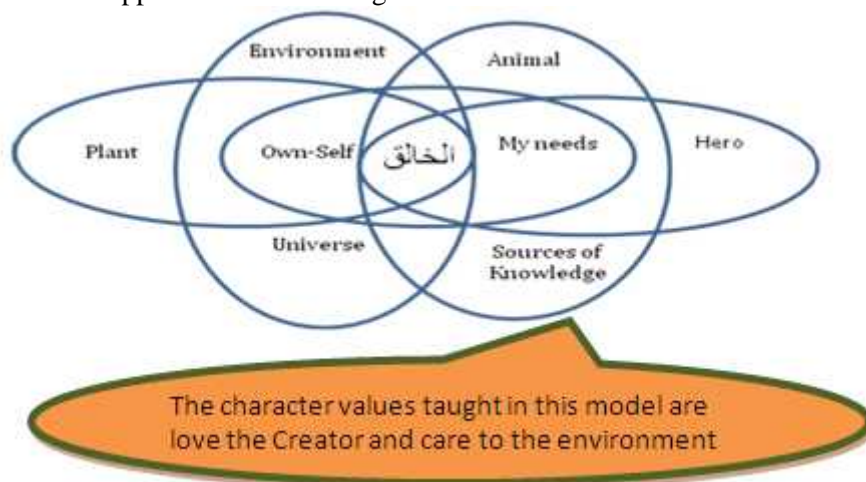 Environment
Animal
Plant
Own-Self
الخالق
My needs
Hero
Universe
Sources of
Knowledge
The character values taught in this model are
love the Creator and care to the environment